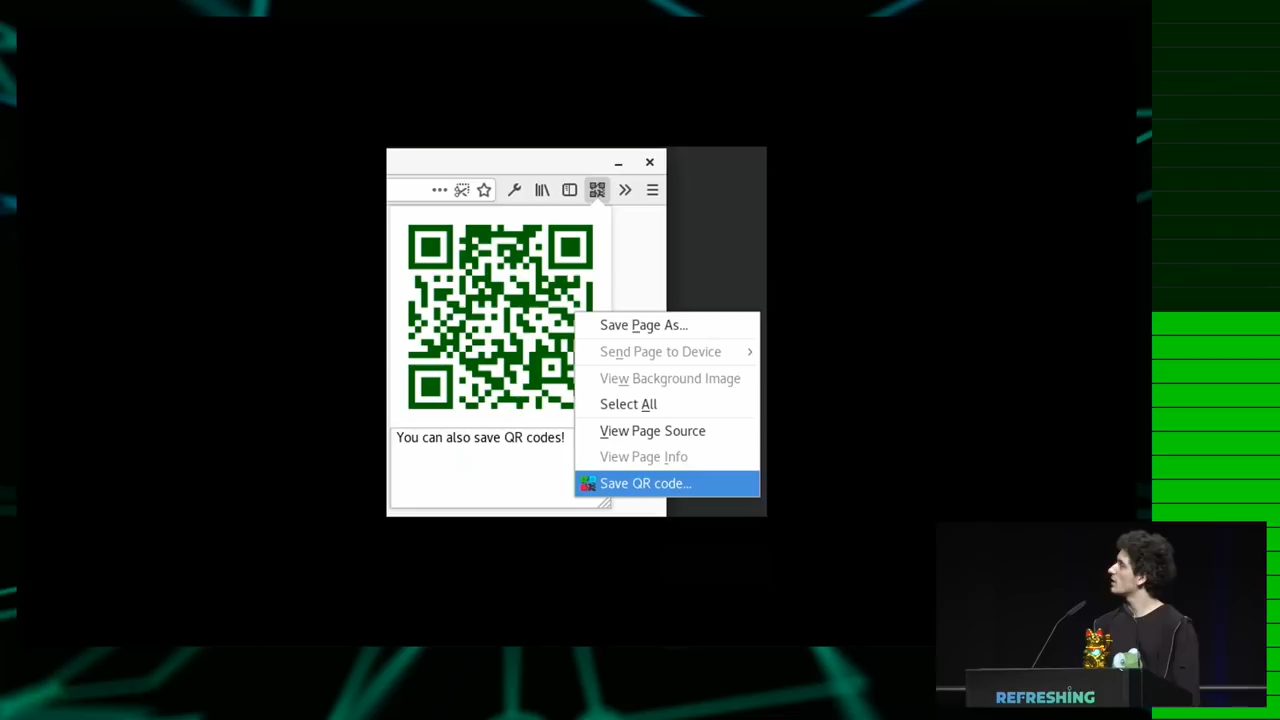 Save Page As...
Send Page to Device
View Background Image
Select All
You can also save QR codes!
View Page Source
View Page Info
Save QR code...
REFRESHING